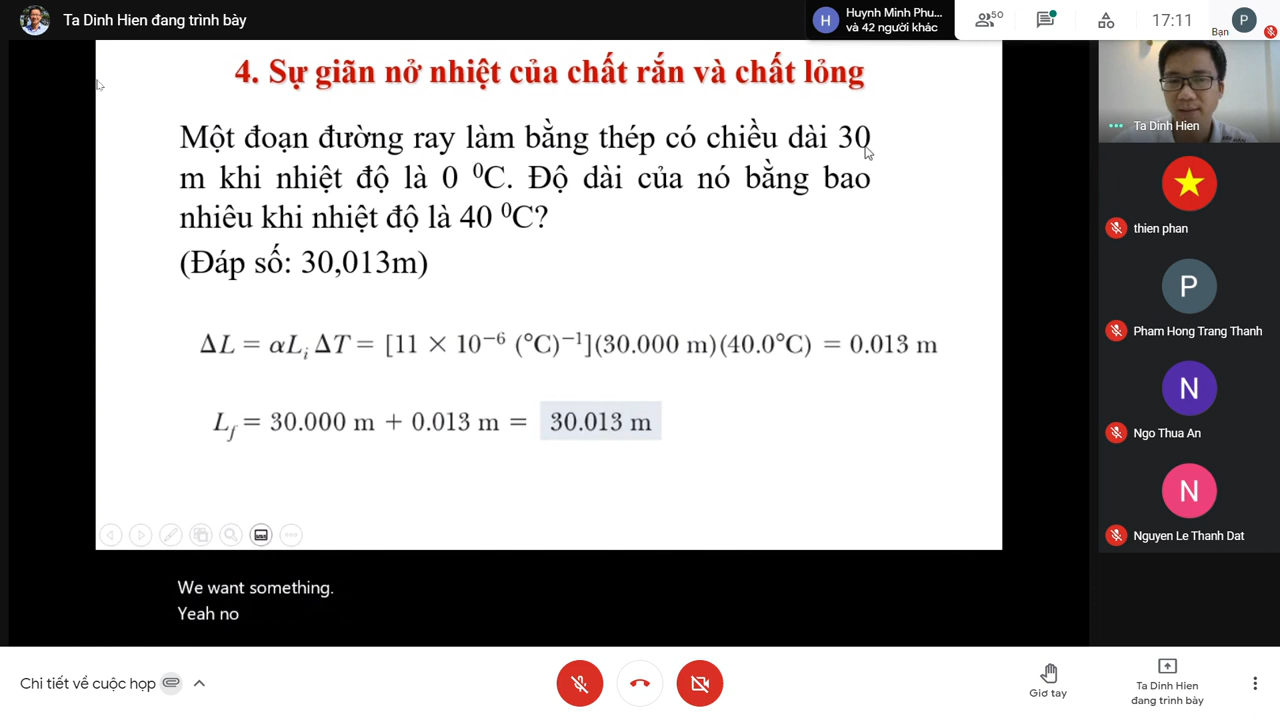 Ta Dinh Hien đang trình bày
H
Huynh Minh Phu...
và 42 người khác
50
17:11
P
Bạn
4. Sự giãn nở nhiệt của chất rắn và chất lỏng
Một đoạn đường ray làm bằng thép có chiều dài 30
m khi nhiệt độ là 0 ⁰C. Độ dài của nó bằng bao
nhiêu khi nhiệt độ là 40 ⁰C?
(Đáp số: 30,013m)
ΔL = αLᵢ ΔT = [11 × 10⁻⁶ (°C)⁻¹](30.000 m)(40.0°C) = 0.013 m
L_f = 30.000 m + 0.013 m = 30.013 m
We want something.
Yeah no
Ta Dinh Hien
thien phan
P
Pham Hong Trang Thanh
N
Ngo Thua An
N
Nguyen Le Thanh Dat
Chi tiết về cuộc họp
Giơ tay
Ta Dinh Hien
đang trình bày